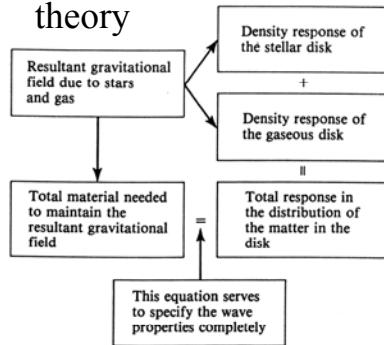 theory
Resultant gravitational
field due to stars
and gas
Density response of
the stellar disk
+
Density response of
the gaseous disk
=
Total material needed
to maintain the
resultant gravitational
field
=
Total response in
the distribution of
the matter in the
disk
This equation serves
to specify the wave
properties completely